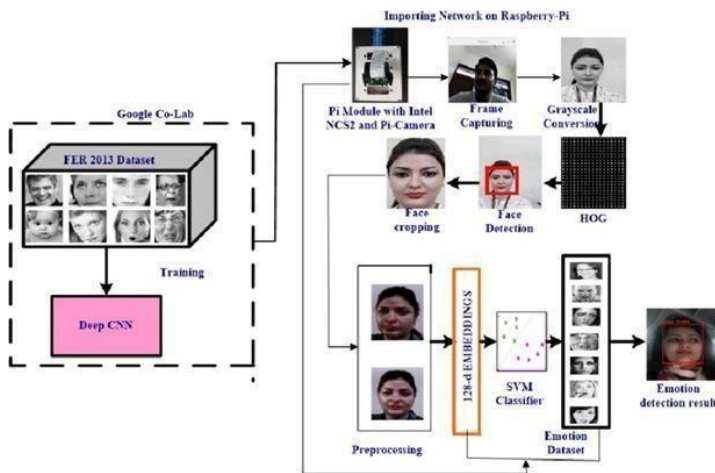 Importing Network on Raspberry-Pi
Google Co-Lab
FER 2013 Dataset
Training
Deep CNN
Pi Module with Intel
NCS2 and Pi-Camera
Frame
Capturing
Grayscale
Conversion
HOG
Face
Detection
Face
cropping
Preprocessing
128-d EMBEDDINGS
SVM
Classifier
Emotion
Dataset
Emotion
detection result